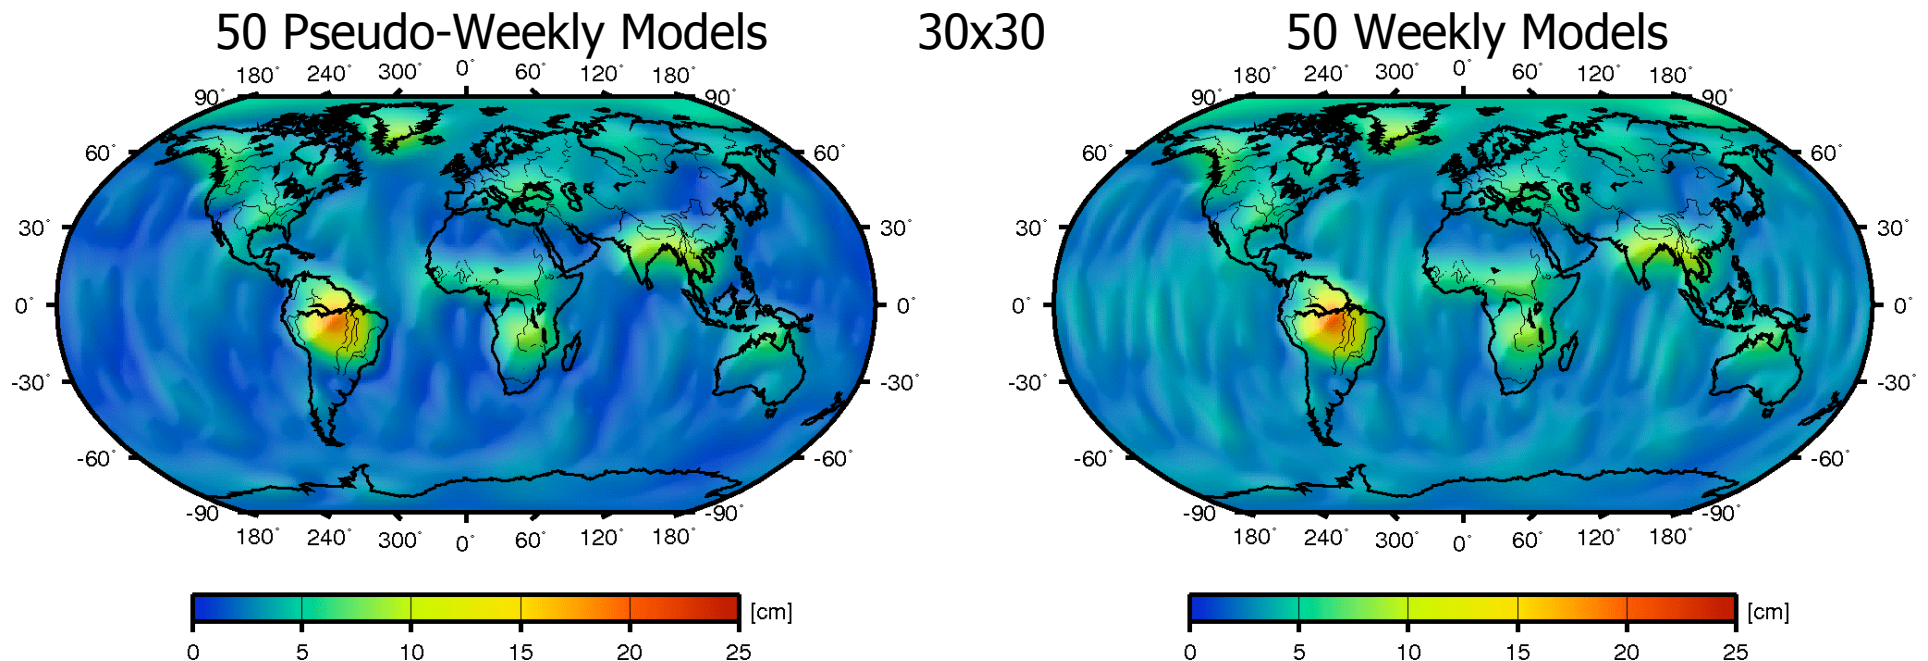 50 Pseudo-Weekly Models 30x30 50 Weekly Models
180° 240° 300° 0° 60° 120° 180° 180° 240° 300° 0° 60° 120° 180°
90° 90° 90° 90°
60° 60° 60° 60°
30° 30° 30° 30°
0° 0° 0° 0°
-30° -30° -30° -30°
-60° -60° -60° -60°
-90° -90° -90° -90°
180° 240° 300° 0° 60° 120° 180° 180° 240° 300° 0° 60° 120° 180°
[cm] [cm]
0 5 10 15 20 25 0 5 10 15 20 25